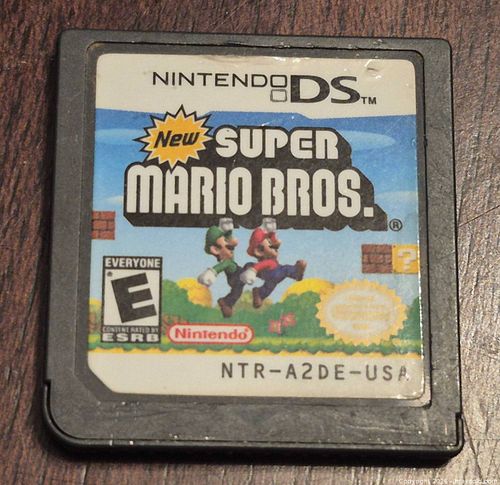 NINTENDO DS™
New SUPER
MARIO BROS.®
EVERYONE
E
CONTENT RATED BY
ESRB
Nintendo®
?
NTR-A2DE-USA